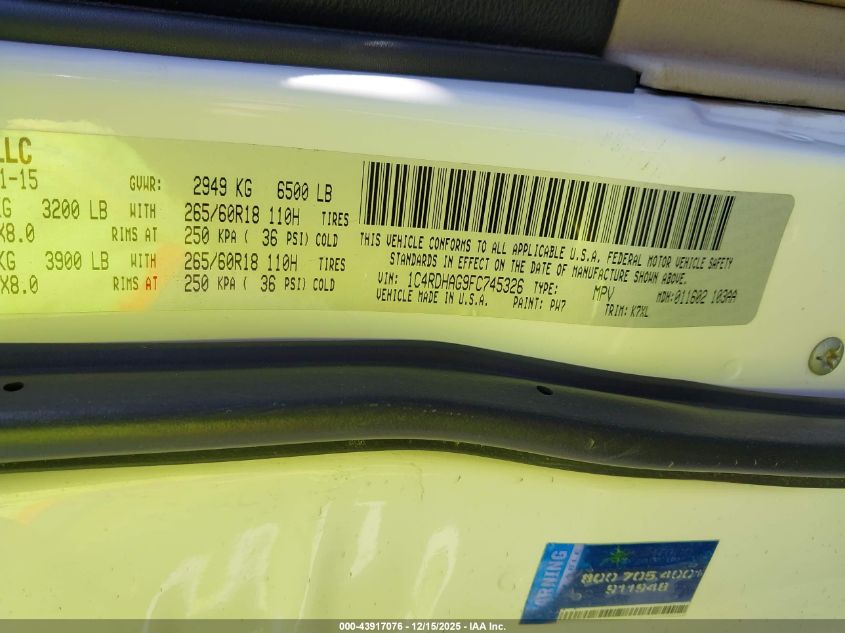 LLC
1-15 GVWR: 2949 KG 6500 LB
KG 3200 LB WITH 265/60R18 110H TIRES
X8.0 RIMS AT 250 KPA ( 36 PSI) COLD
KG 3900 LB WITH 265/60R18 110H TIRES
X8.0 RIMS AT 250 KPA ( 36 PSI) COLD
THIS VEHICLE CONFORMS TO ALL APPLICABLE U.S.A. FEDERAL MOTOR VEHICLE SAFETY
STANDARDS IN EFFECT ON THE DATE OF MANUFACTURE SHOWN ABOVE.
VIN: 1C4RDHAG9FC745326 TYPE: MPV MDH:011602 103AA
VEHICLE MADE IN U.S.A. PAINT: PW7 TRIM: K7XL
800.705.400
911948
000-43917076 - 12/15/2025 - IAA Inc.